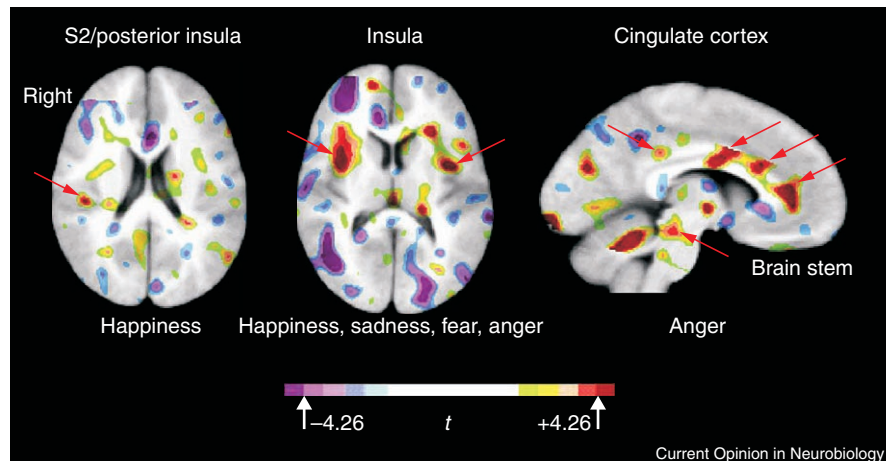 S2/posterior insula
Insula
Cingulate cortex
Right
Brain stem
Happiness
Happiness, sadness, fear, anger
Anger
–4.26
t
+4.26
Current Opinion in Neurobiology